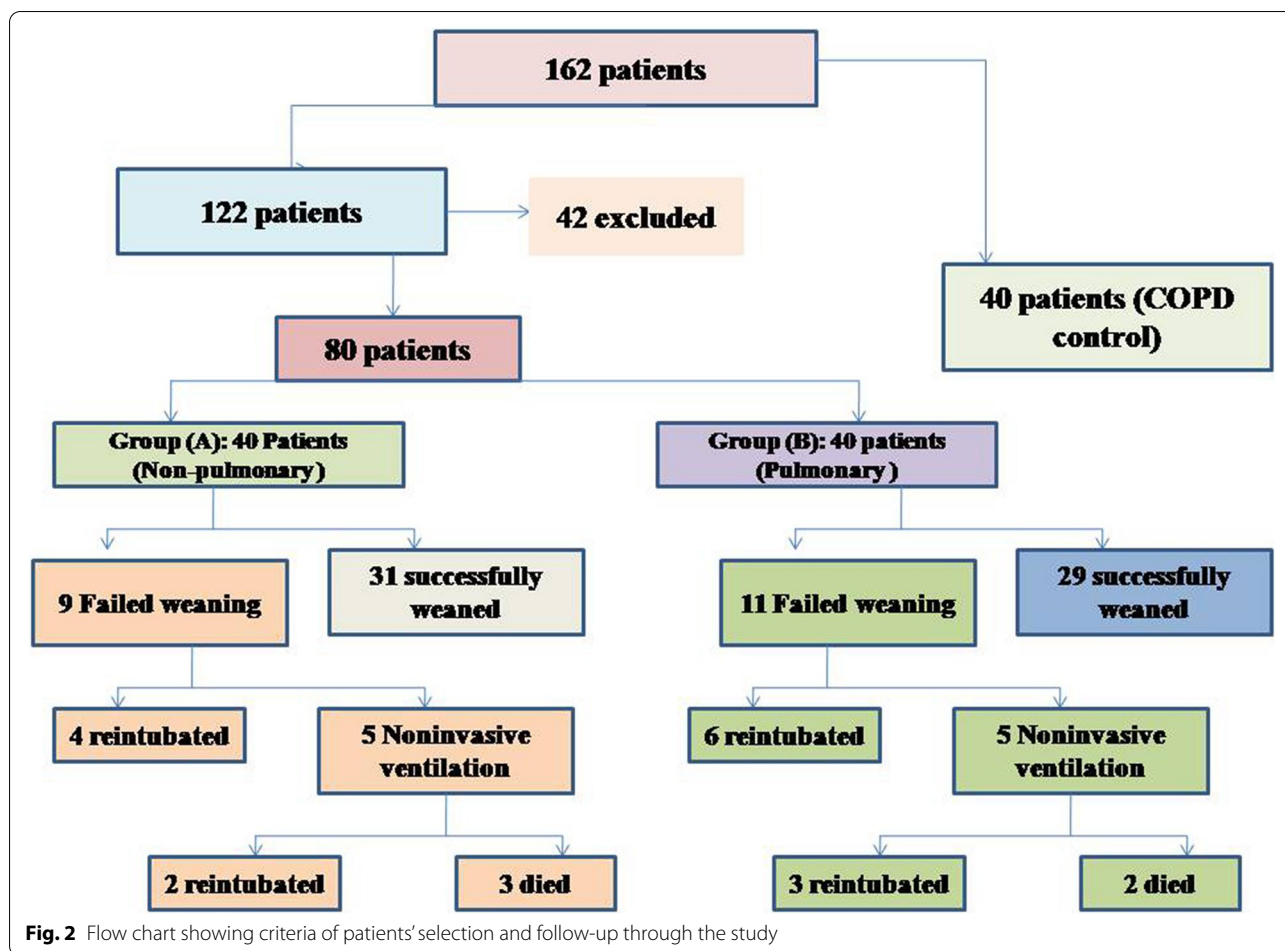 162 patients
122 patients
42 excluded
40 patients (COPD
control)
80 patients
Group (A): 40 Patients
(Non-pulmonary)
Group (B): 40 patients
(Pulmonary)
9 Failed weaning
31 successfully
weaned
11 Failed weaning
29 successfully
weaned
4 reintubated
5 Noninvasive
ventilation
6 reintubated
5 Noninvasive
ventilation
2 reintubated
3 died
3 reintubated
2 died
Fig. 2 Flow chart showing criteria of patients' selection and follow-up through the study